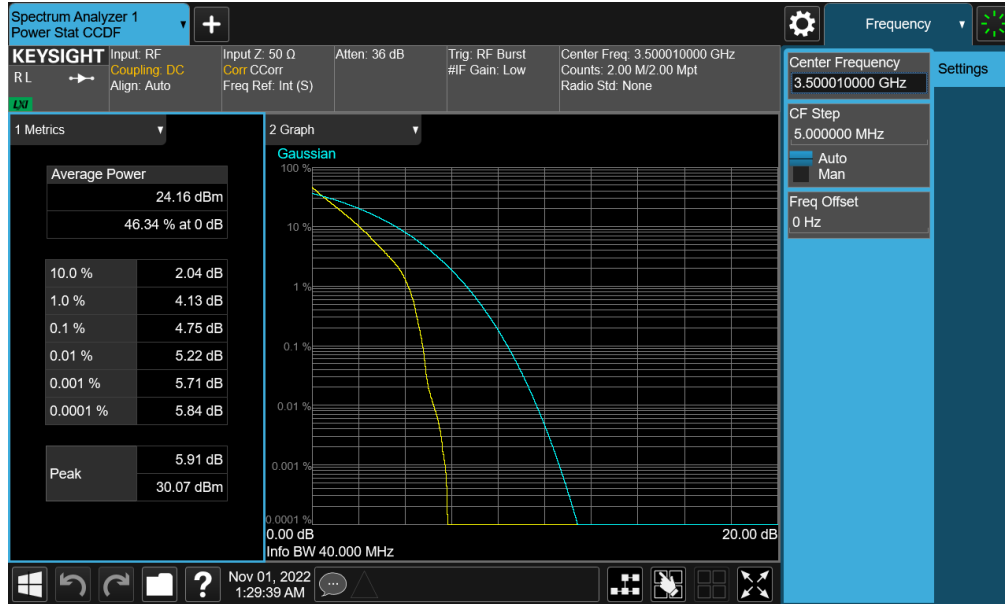 Spectrum Analyzer 1
Power Stat CCDF
+
Frequency
KEYSIGHT
R L
LXI
Input: RF
Coupling: DC
Align: Auto
Input Z: 50 Ω
Corr CCorr
Freq Ref: Int (S)
Atten: 36 dB
Trig: RF Burst
#IF Gain: Low
Center Freq: 3.500010000 GHz
Counts: 2.00 M/2.00 Mpt
Radio Std: None
Center Frequency
3.500010000 GHz
Settings
CF Step
5.000000 MHz
Auto
Man
Freq Offset
0 Hz
1 Metrics
Average Power
24.16 dBm
46.34 % at 0 dB
10.0 % 2.04 dB
1.0 % 4.13 dB
0.1 % 4.75 dB
0.01 % 5.22 dB
0.001 % 5.71 dB
0.0001 % 5.84 dB
Peak 5.91 dB
30.07 dBm
2 Graph
Gaussian
100 %
10 %
1 %
0.1 %
0.01 %
0.001 %
0.0001 %
0.00 dB 20.00 dB
Info BW 40.000 MHz
?
Nov 01, 2022
1:29:39 AM